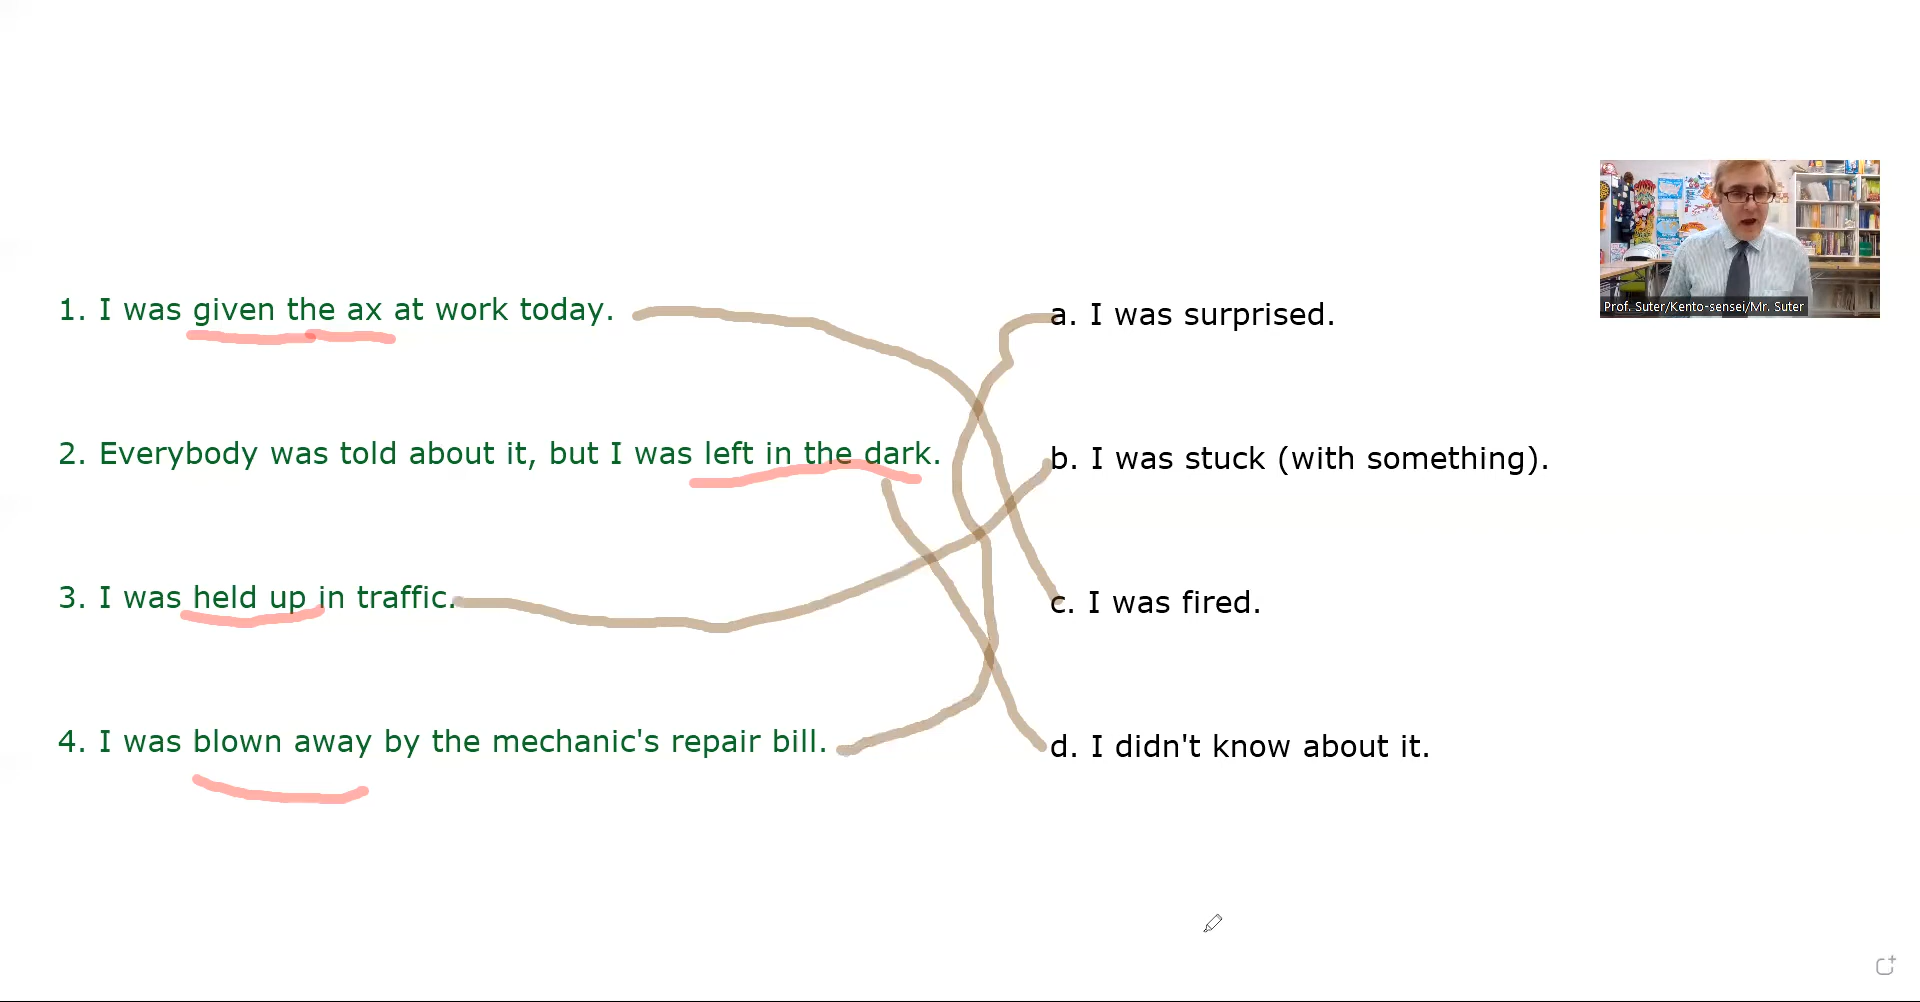 1. I was given the ax at work today.
a. I was surprised.
Prof. Suter/Kento-sensei/Mr. Suter
2. Everybody was told about it, but I was left in the dark.
b. I was stuck (with something).
3. I was held up in traffic.
c. I was fired.
4. I was blown away by the mechanic's repair bill.
d. I didn't know about it.